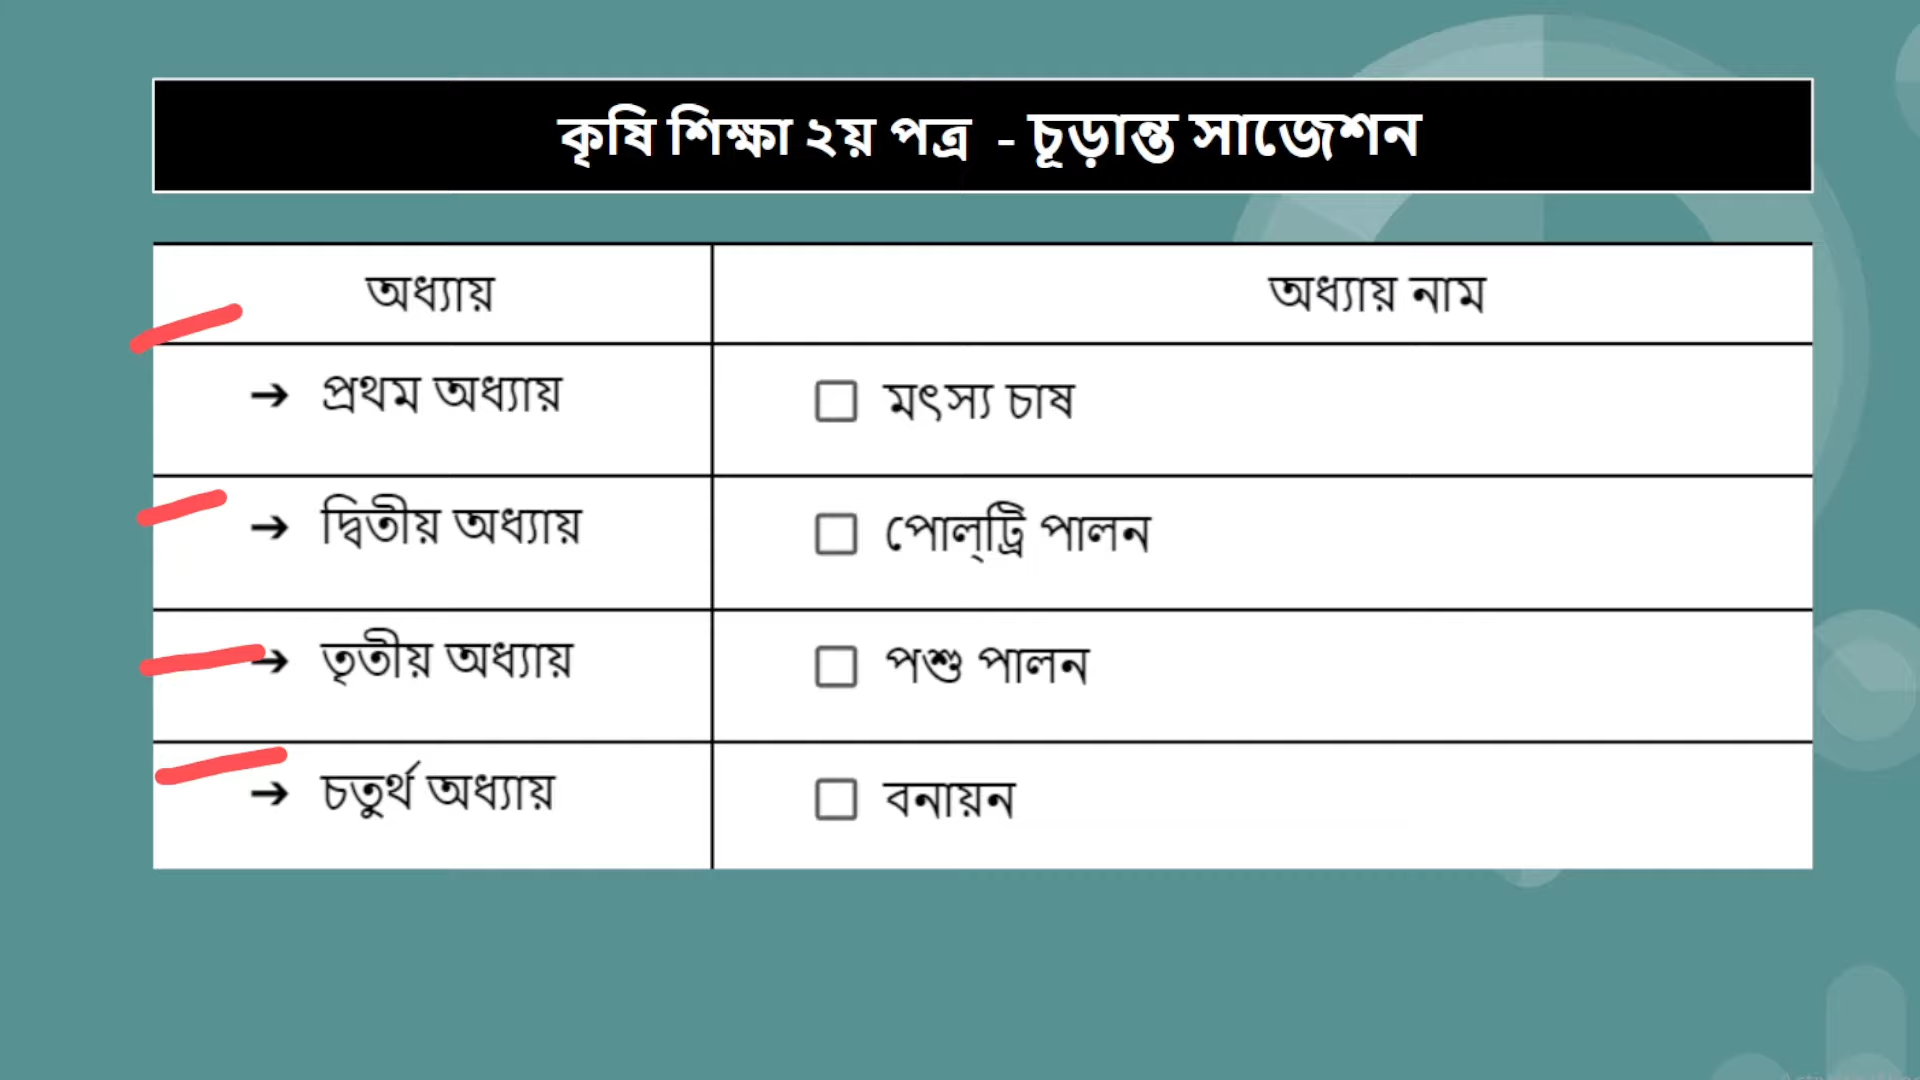 কৃষি শিক্ষা ২য় পত্র - চূড়ান্ত সাজেশন
অধ্যায় অধ্যায় নাম
➔ প্রথম অধ্যায় ☐ মৎস্য চাষ
➔ দ্বিতীয় অধ্যায় ☐ পোল্‌ট্রি পালন
➔ তৃতীয় অধ্যায় ☐ পশু পালন
➔ চতুর্থ অধ্যায় ☐ বনায়ন